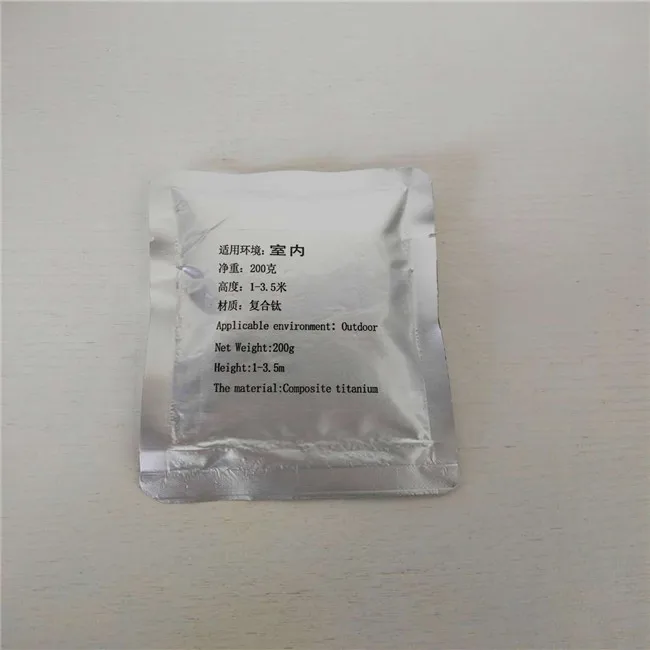 适用环境：室内
净重：200克
高度：1-3.5米
材质：复合钛
Applicable environment: Outdoor
Net Weight:200g
Height:1-3.5m
The material:Composite titanium